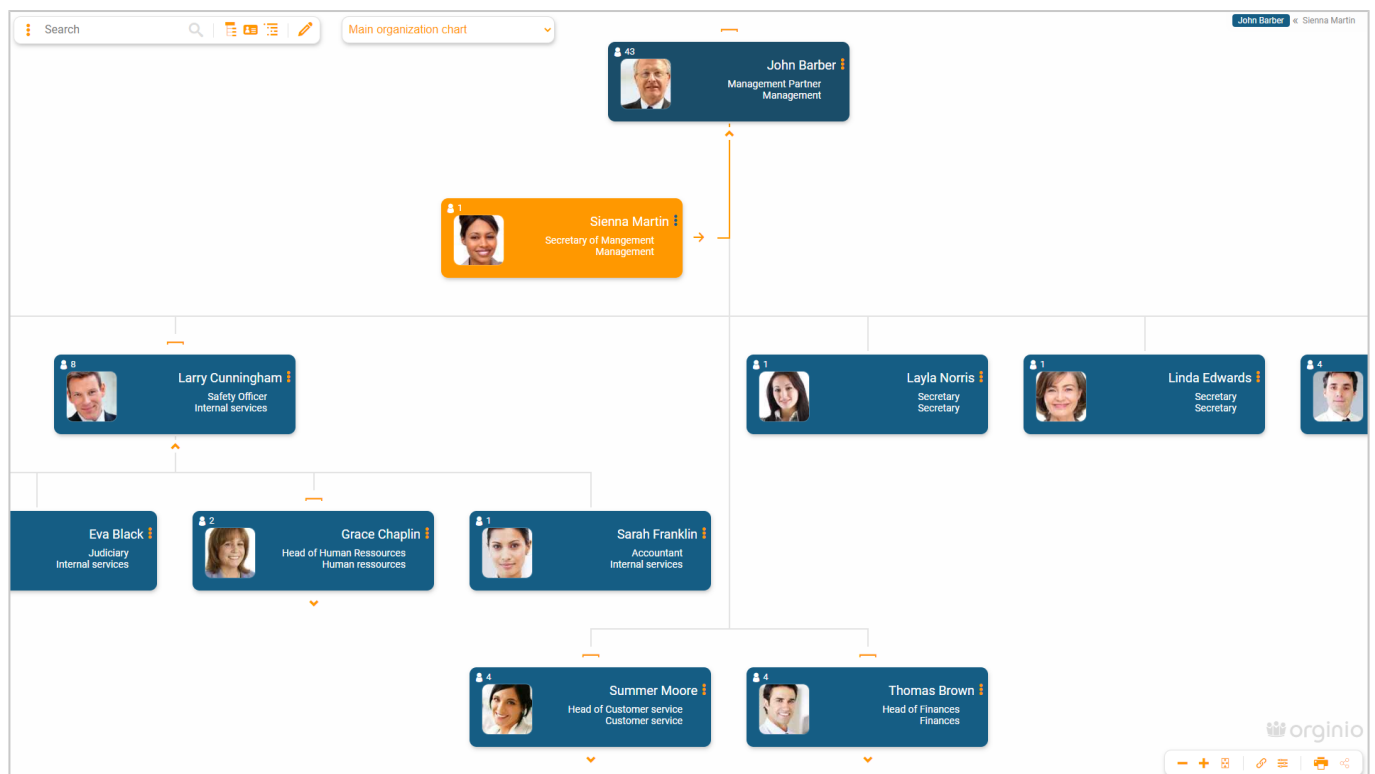 Search
Main organization chart
John Barber « Sienna Martin
43
John Barber
Management Partner
Management
1
Sienna Martin
Secretary of Mangement
Management
8
Larry Cunningham
Safety Officer
Internal services
1
Layla Norris
Secretary
Secretary
1
Linda Edwards
Secretary
Secretary
4
Eva Black
Judiciary
Internal services
2
Grace Chaplin
Head of Human Ressources
Human ressources
1
Sarah Franklin
Accountant
Internal services
4
Summer Moore
Head of Customer service
Customer service
4
Thomas Brown
Head of Finances
Finances
orginio